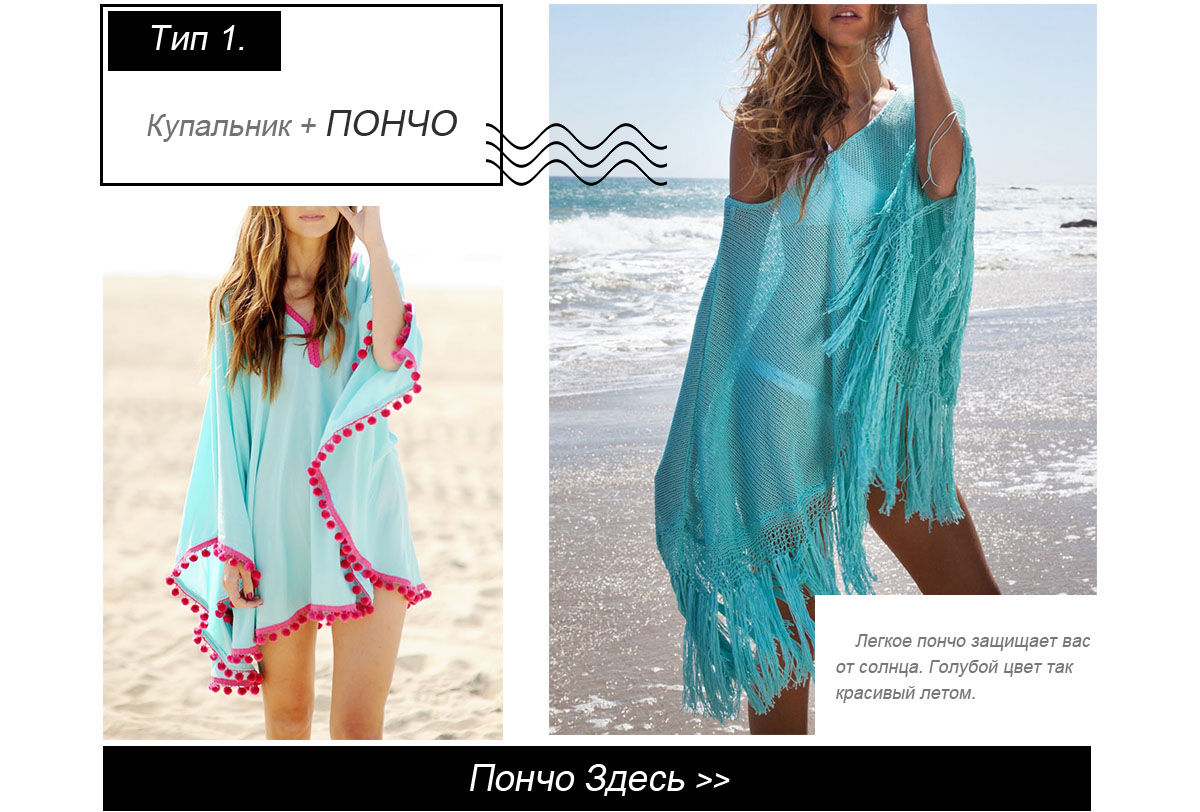 Тип 1.
Купальник + ПОНЧО
Легкое пончо защищает вас
от солнца. Голубой цвет так
красивый летом.
Пончо Здесь >>